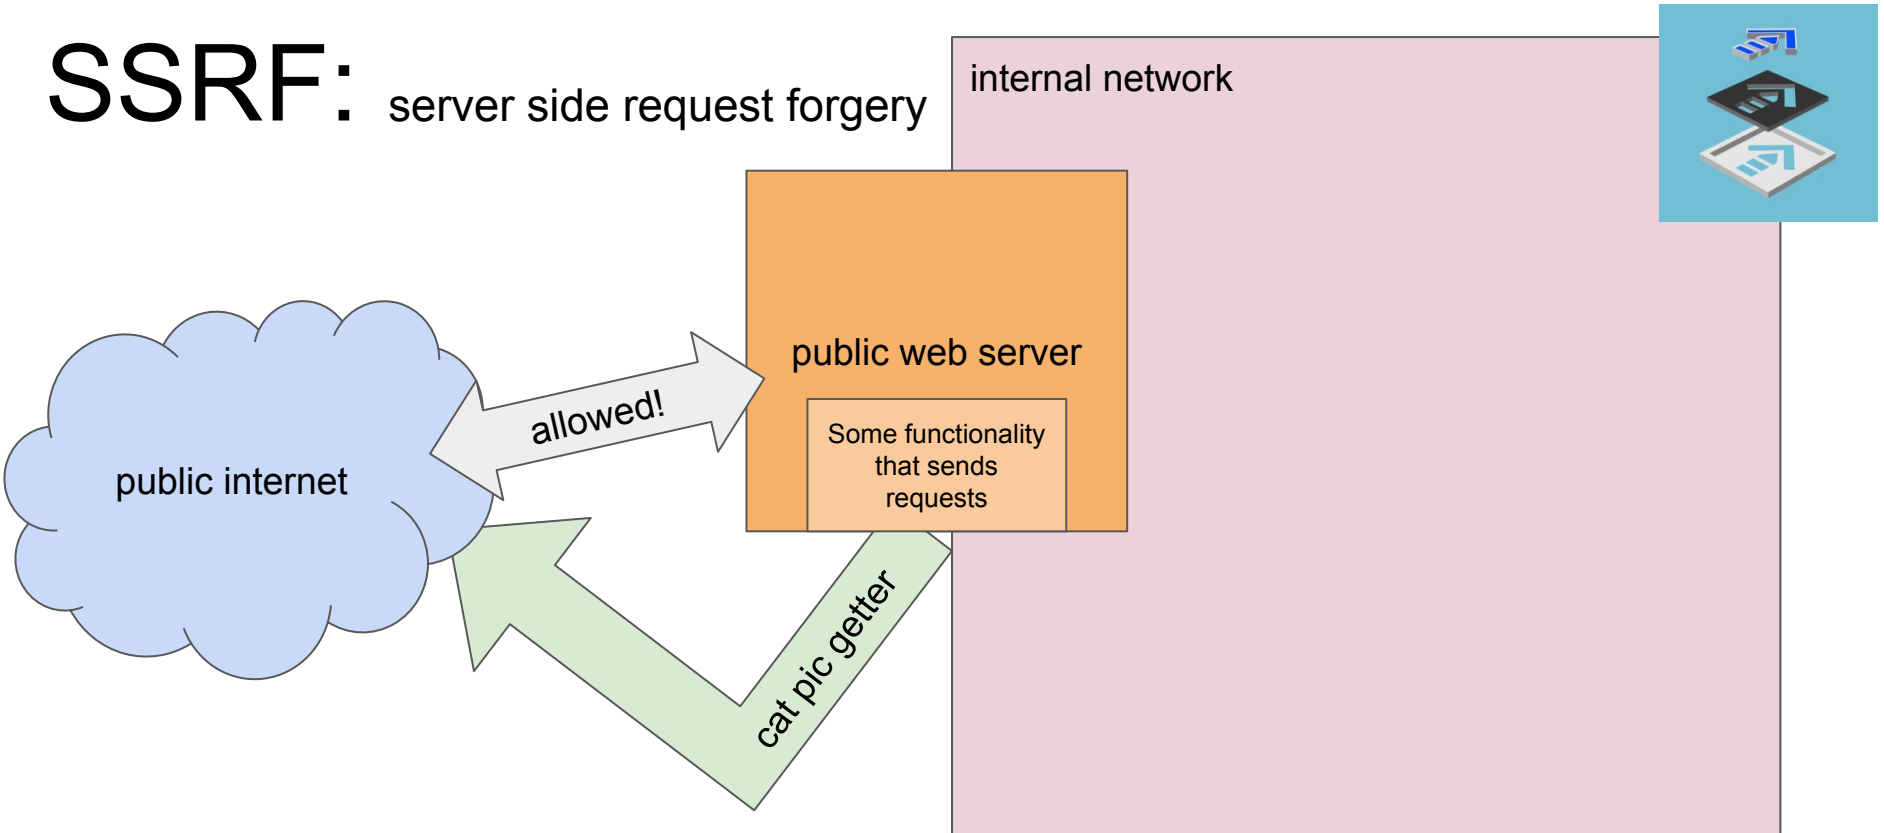 SSRF: server side request forgery
internal network
public web server
Some functionality
that sends
requests
allowed!
public internet
cat pic getter